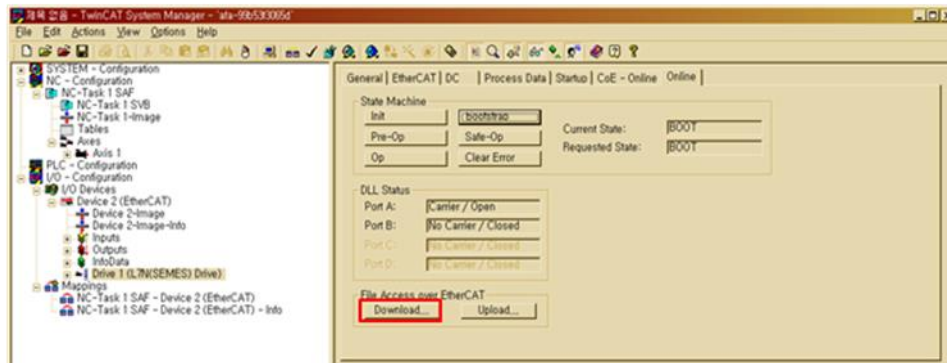 제목 없음 - TwinCAT System Manager - 'afa-99b53f3065d'
File Edit Actions View Options Help
SYSTEM - Configuration
NC - Configuration
NC-Task 1 SAF
NC-Task 1 SVB
NC-Task 1-Image
Tables
Axes
Axis 1
PLC - Configuration
I/O - Configuration
I/O Devices
Device 2 (EtherCAT)
Device 2-Image
Device 2-Image-Info
Inputs
Outputs
InfoData
Drive 1 (L7N(SEMES) Drive)
Mappings
NC-Task 1 SAF - Device 2 (EtherCAT)
NC-Task 1 SAF - Device 2 (EtherCAT) - Info
General EtherCAT DC Process Data Startup CoE - Online Online
State Machine
Init bootstrap
Pre-Op Safe-Op
Op Clear Error
Current State: BOOT
Requested State: BOOT
DLL Status
Port A: Carrier / Open
Port B: No Carrier / Closed
Port C: No Carrier / Closed
Port D: No Carrier / Closed
File Access over EtherCAT
Download... Upload...